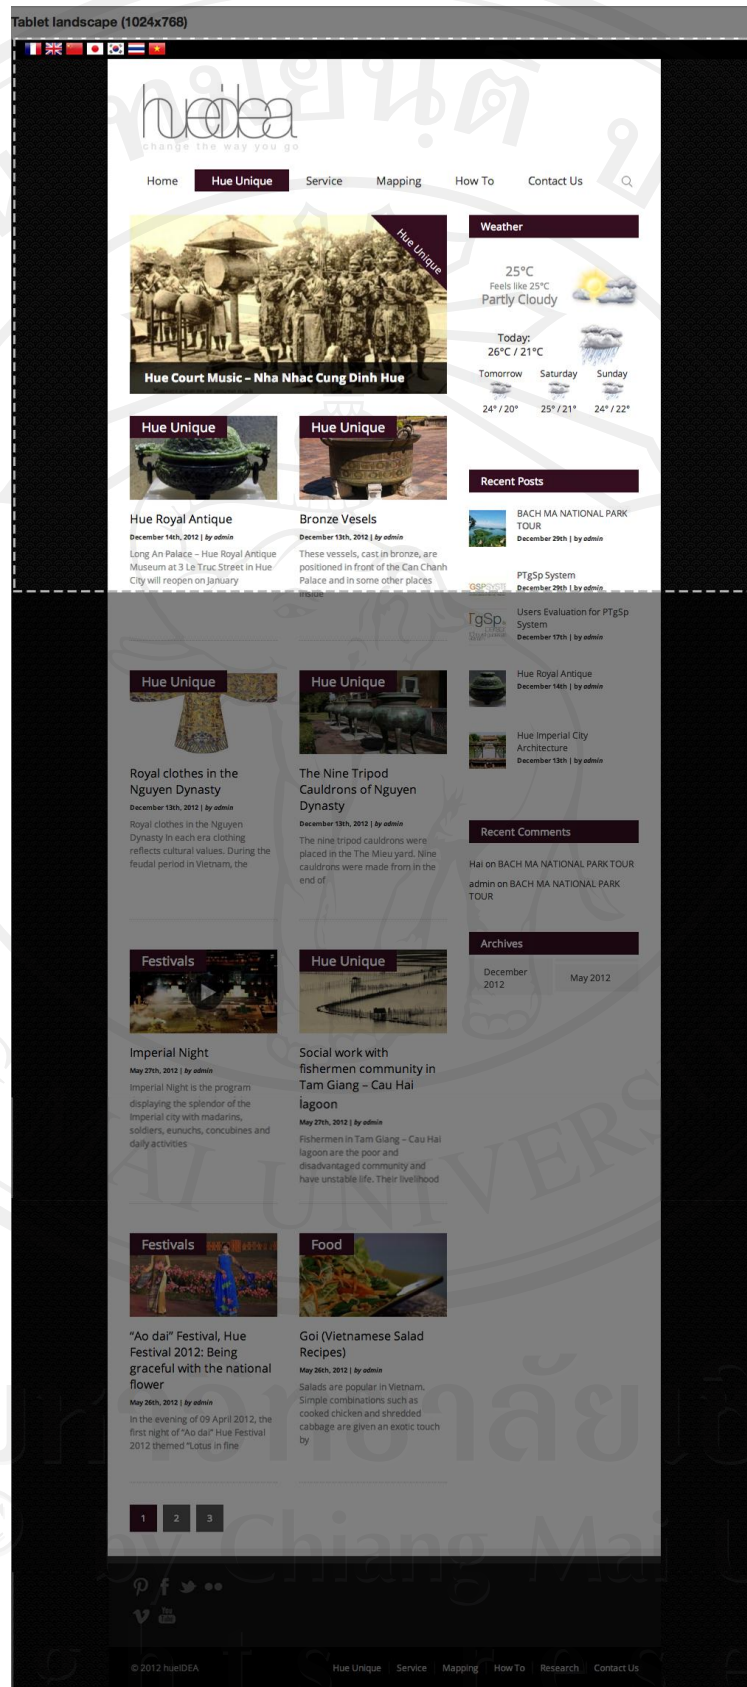 Tablet landscape (1024x768)
hueidea
change the way you go
Home Hue Unique Service Mapping How To Contact Us
Hue Unique
Hue Court Music – Nha Nhac Cung Dinh Hue
Weather
25°C
Feels like 25°C
Partly Cloudy
Today:
26°C / 21°C
Tomorrow Saturday Sunday
24° / 20° 25° / 21° 24° / 22°
Hue Unique
Hue Royal Antique
December 14th, 2012 | by admin
Long An Palace – Hue Royal Antique
Museum at 3 Le Truc Street in Hue
City will reopen on January
Hue Unique
Bronze Vesels
December 13th, 2012 | by admin
These vessels, cast in bronze, are
positioned in front of the Can Chanh
Palace and in some other places
inside
Recent Posts
BACH MA NATIONAL PARK
TOUR
December 29th | by admin
PTgSp System
December 29th | by admin
Users Evaluation for PTgSp
System
December 17th | by admin
Hue Royal Antique
December 14th | by admin
Hue Imperial City
Architecture
December 13th | by admin
Hue Unique
Royal clothes in the
Nguyen Dynasty
December 13th, 2012 | by admin
Royal clothes in the Nguyen
Dynasty In each era clothing
reflects cultural values. During the
feudal period in Vietnam, the
Hue Unique
The Nine Tripod
Cauldrons of Nguyen
Dynasty
December 13th, 2012 | by admin
The nine tripod cauldrons were
placed in the The Mieu yard. Nine
cauldrons were made from in the
end of
Recent Comments
Hai on BACH MA NATIONAL PARK TOUR
admin on BACH MA NATIONAL PARK
TOUR
Archives
December
2012
May 2012
Festivals
Imperial Night
May 27th, 2012 | by admin
Imperial Night is the program
displaying the splendor of the
Imperial city with madarins,
soldiers, eunuchs, concubines and
daily activities
Hue Unique
Social work with
fishermen community in
Tam Giang – Cau Hai
lagoon
May 27th, 2012 | by admin
Fishermen in Tam Giang – Cau Hai
lagoon are the poor and
disadvantaged community and
have unstable life. Their livelihood
Festivals
"Ao dai" Festival, Hue
Festival 2012: Being
graceful with the national
flower
May 26th, 2012 | by admin
In the evening of 09 April 2012, the
first night of "Ao dai" Hue Festival
2012 themed "Lotus in fine
Food
Goi (Vietnamese Salad
Recipes)
May 26th, 2012 | by admin
Salads are popular in Vietnam.
Simple combinations such as
cooked chicken and shredded
cabbage are given an exotic touch
by
1 2 3
You
Tube
© 2012 hueIDEA
Hue Unique Service Mapping How To Research Contact Us
by Chiang Mai